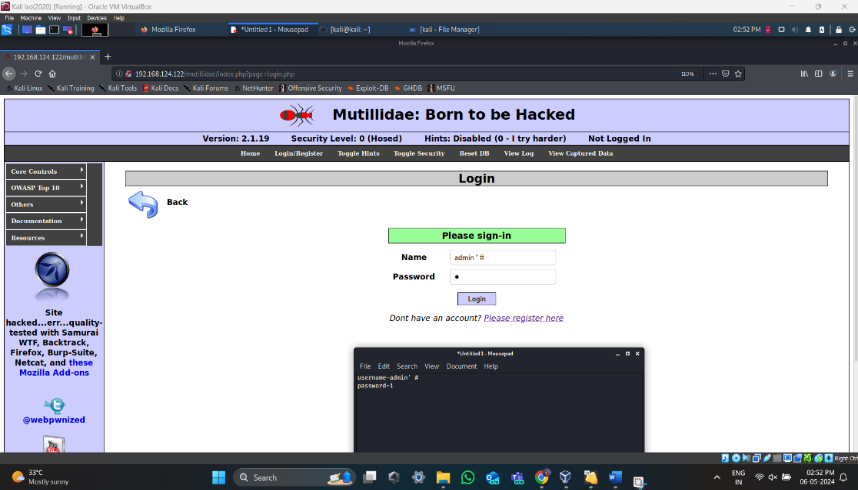 Kali iso(2020) [Running] - Oracle VM VirtualBox
File Machine View Input Devices Help
Mozilla Firefox
*Untitled 1 - Mousepad
[kali@kali: ~]
[kali - File Manager]
02:52 PM
Mozilla Firefox
192.168.124.122/mutillid
192.168.124.122/mutillidae/index.php?page=login.php
110%
Kali Linux Kali Training Kali Tools Kali Docs Kali Forums NetHunter Offensive Security Exploit-DB GHDB MSFU
Mutillidae: Born to be Hacked
Version: 2.1.19 Security Level: 0 (Hosed) Hints: Disabled (0 - I try harder) Not Logged In
Home Login/Register Toggle Hints Toggle Security Reset DB View Log View Captured Data
Core Controls
OWASP Top 10
Others
Documentation
Resources
Site
hacked...err...quality-
tested with Samurai
WTF, Backtrack,
Firefox, Burp-Suite,
Netcat, and these
Mozilla Add-ons
@webpwnized
Login
Back
Please sign-in
Name admin ' #
Password
Login
Dont have an account? Please register here
*Untitled 1 - Mousepad
File Edit Search View Document Help
username-admin' #
password-1
Right Ctrl
33°C
Mostly sunny
Search
ENG
IN
02:52 PM
06-05-2024